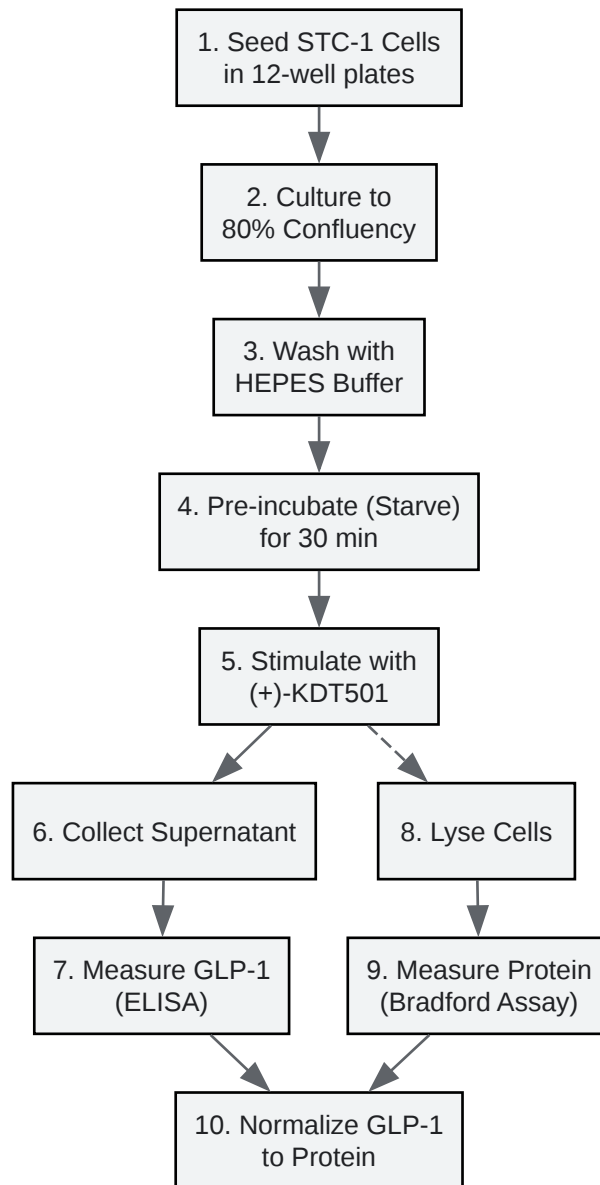 1. Seed STC-1 Cells
in 12-well plates
2. Culture to
80% Confluency
3. Wash with
HEPES Buffer
4. Pre-incubate (Starve)
for 30 min
5. Stimulate with
(+)-KDT501
6. Collect Supernatant
8. Lyse Cells
7. Measure GLP-1
(ELISA)
9. Measure Protein
(Bradford Assay)
10. Normalize GLP-1
to Protein